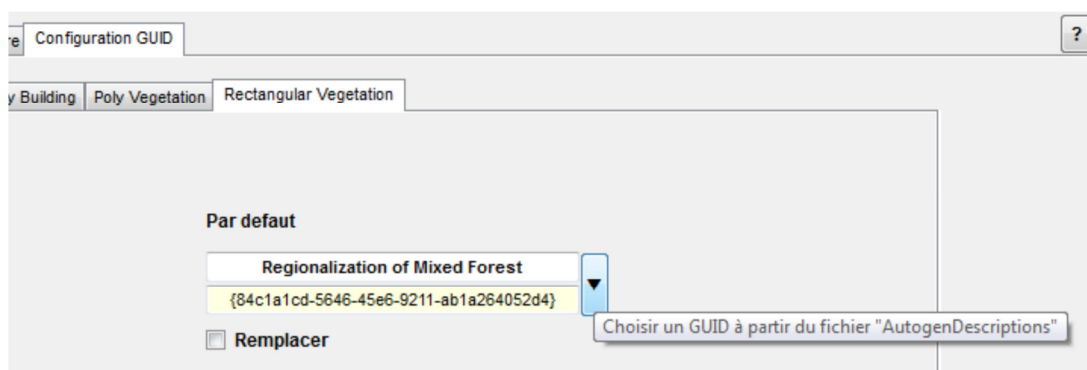 re Configuration GUID ?
y Building Poly Vegetation Rectangular Vegetation
Par defaut
Regionalization of Mixed Forest
{84c1a1cd-5646-45e6-9211-ab1a264052d4}
Choisir un GUID à partir du fichier "AutogenDescriptions"
Remplacer